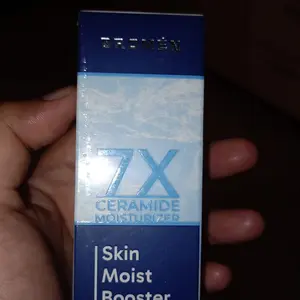 7X
CERAMIDE
MOISTURIZER
Skin
Moist
Booster